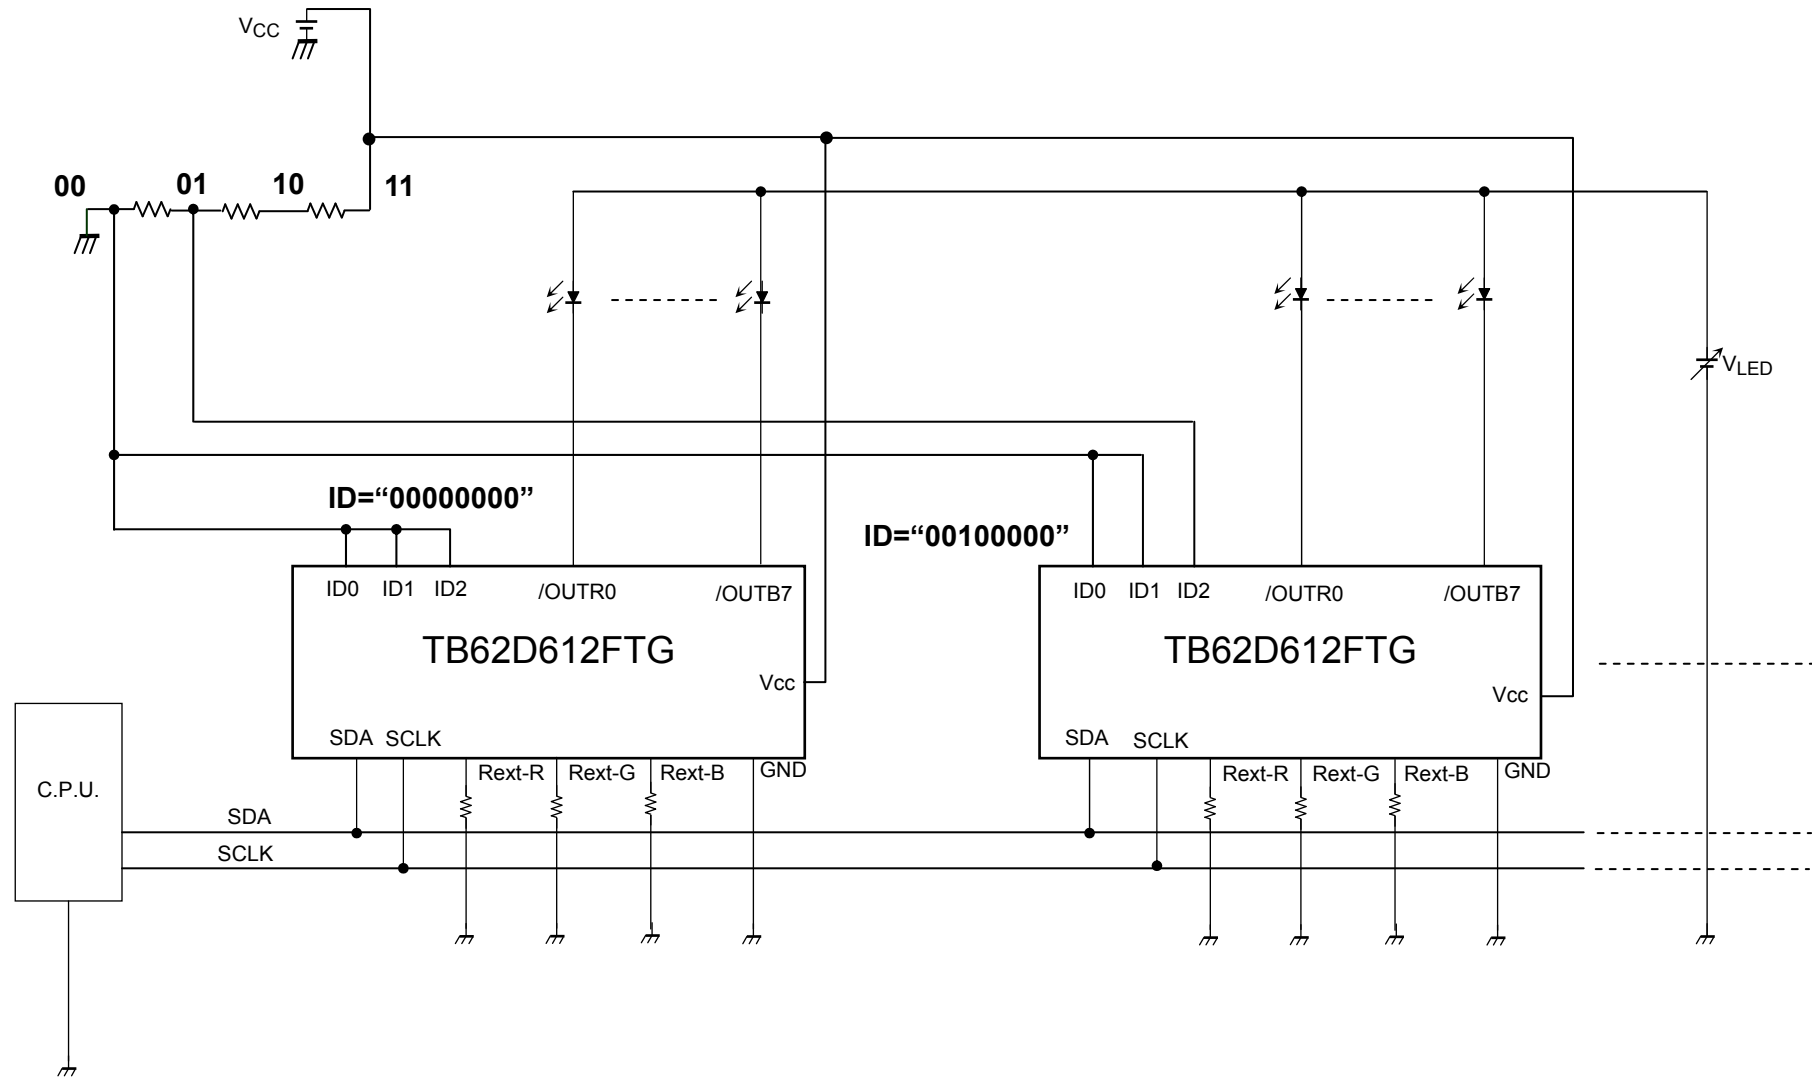 VCC
00 01 10 11
VLED
ID=“00000000”
ID=“00100000”
ID0 ID1 ID2 /OUTR0 /OUTB7
ID0 ID1 ID2 /OUTR0 /OUTB7
TB62D612FTG
TB62D612FTG
Vcc
Vcc
SDA SCLK
SDA SCLK
Rext-R Rext-G Rext-B GND
Rext-R Rext-G Rext-B GND
C.P.U.
SDA
SCLK